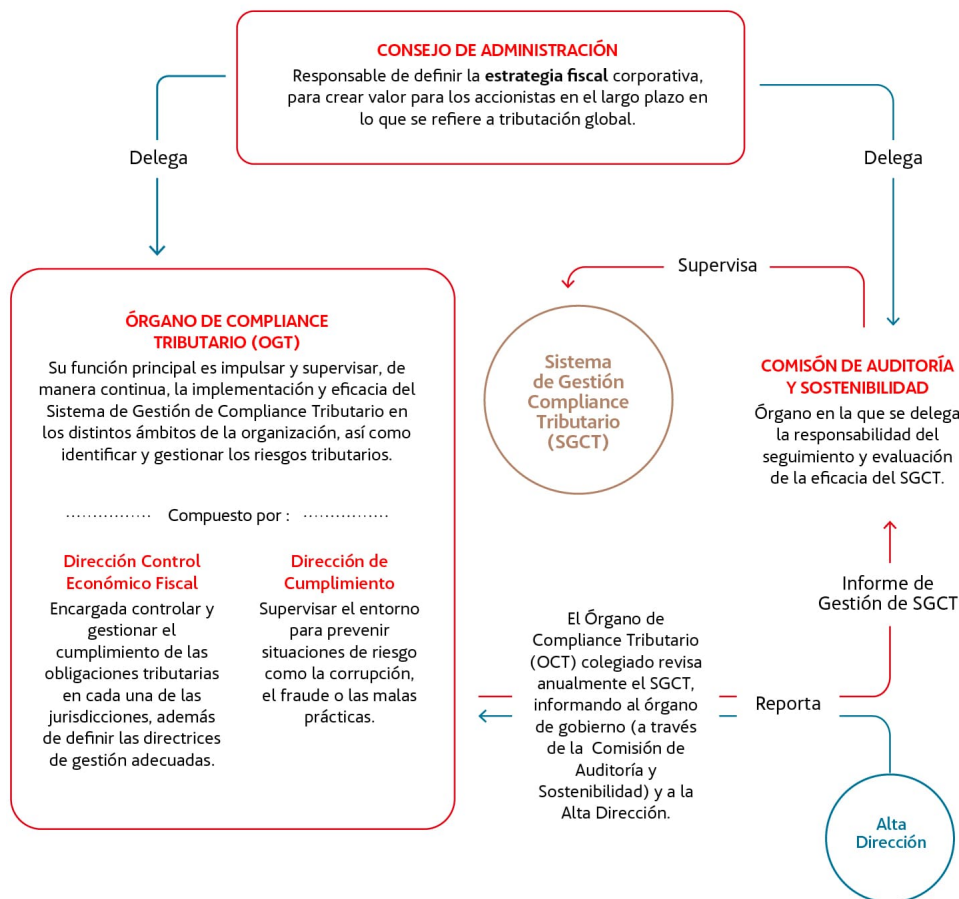 CONSEJO DE ADMINISTRACIÓN
Responsable de definir la estrategia fiscal corporativa,
para crear valor para los accionistas en el largo plazo en
lo que se refiere a tributación global.
Delega
Delega
Supervisa
ÓRGANO DE COMPLIANCE
TRIBUTARIO (OGT)
Su función principal es impulsar y supervisar, de
manera continua, la implementación y eficacia del
Sistema de Gestión de Compliance Tributario en
los distintos ámbitos de la organización, así como
identificar y gestionar los riesgos tributarios.
Compuesto por :
Dirección Control
Económico Fiscal
Encargada controlar y
gestionar el
cumplimiento de las
obligaciones tributarias
en cada una de las
jurisdicciones, además
de definir las directrices
de gestión adecuadas.
Dirección de
Cumplimiento
Supervisar el entorno
para prevenir
situaciones de riesgo
como la corrupción,
el fraude o las malas
prácticas.
Sistema
de Gestión
Compliance
Tributario
(SGCT)
COMISÓN DE AUDITORÍA
Y SOSTENIBILIDAD
Órgano en la que se delega
la responsabilidad del
seguimiento y evaluación
de la eficacia del SGCT.
Informe de
Gestión de SGCT
El Órgano de
Compliance Tributario
(OCT) colegiado revisa
anualmente el SGCT,
informando al órgano
de gobierno (a través
de la Comisión de
Auditoría y
Sostenibilidad) y a la
Alta Dirección.
Reporta
Alta
Dirección